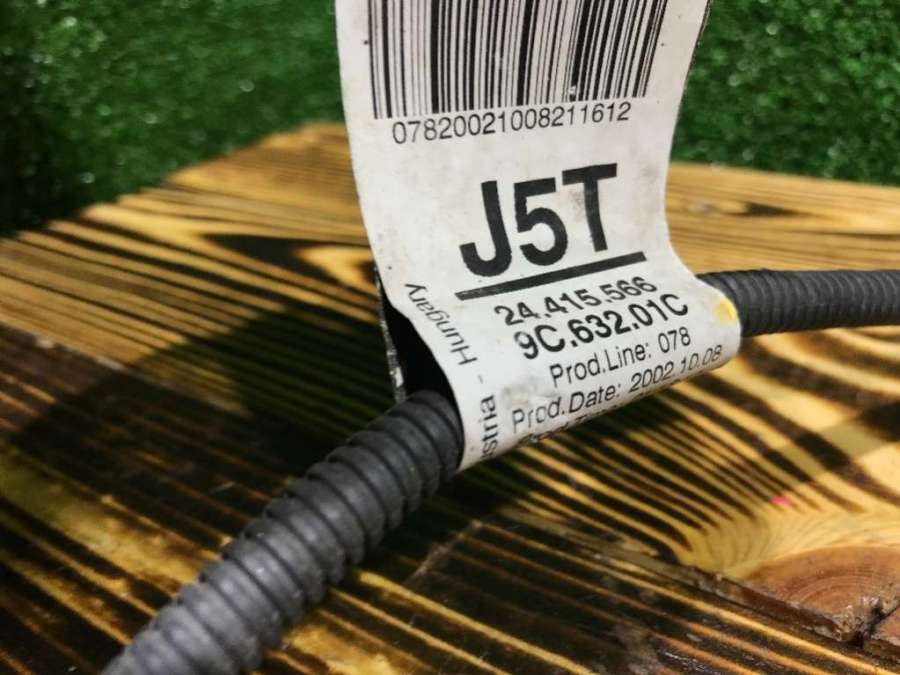 07820021008211612
J5T
24.415.566
9C.632.01C
Prod.Line: 078
Prod.Date: 2002.10.08
Hungary -